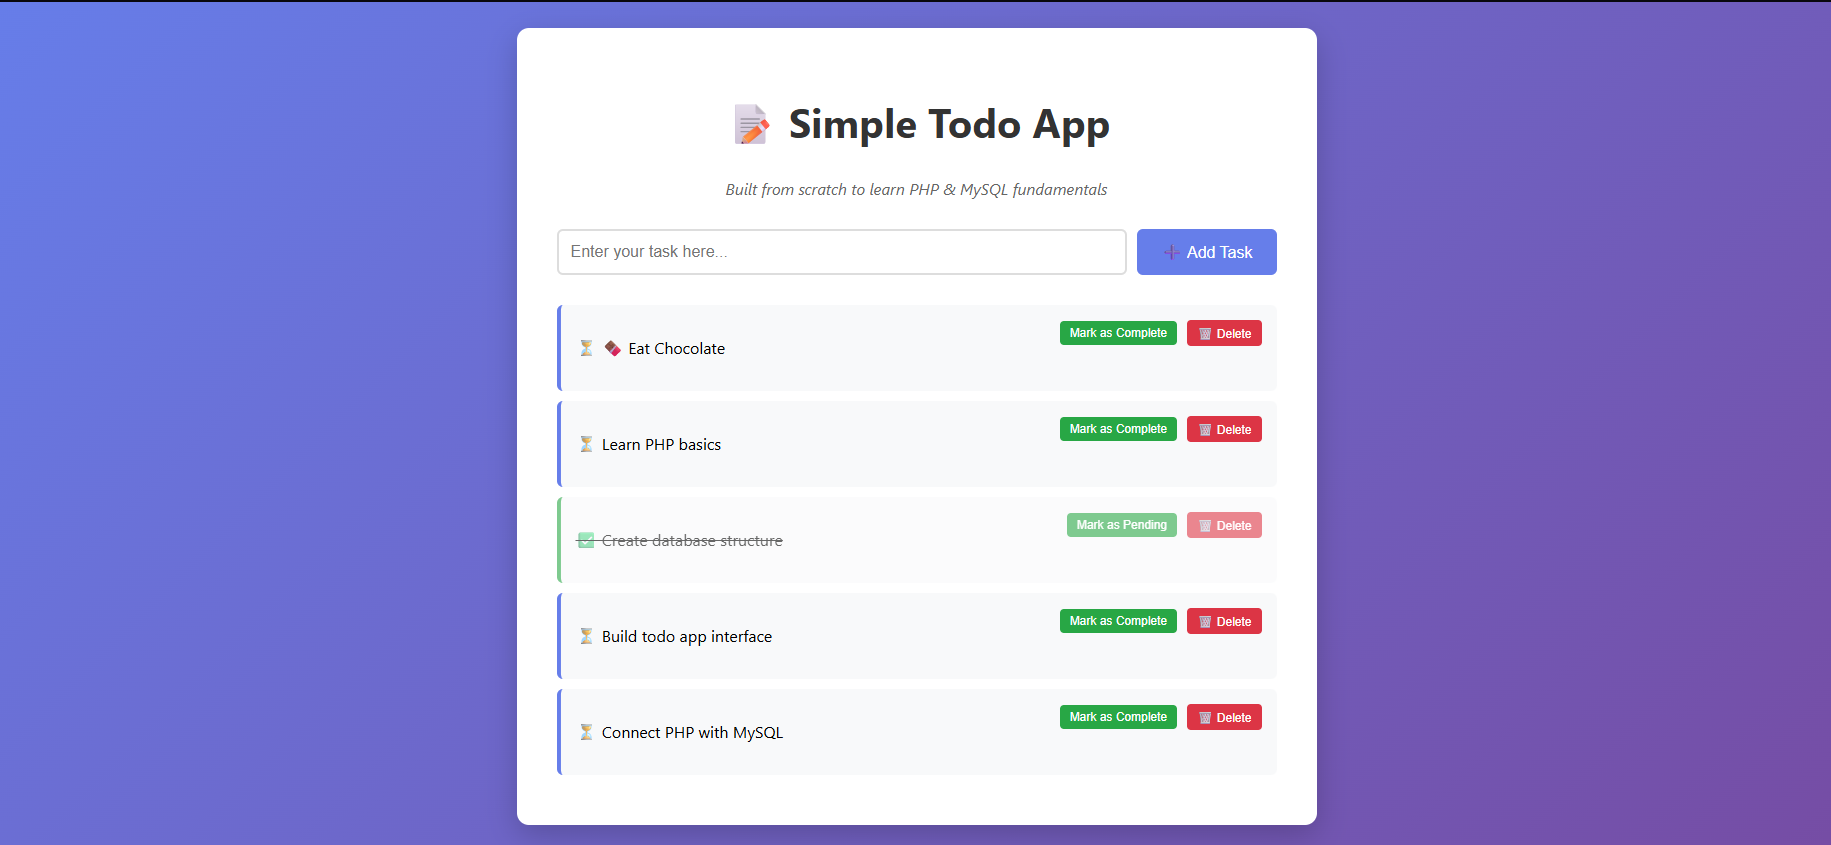 Simple Todo App
Built from scratch to learn PHP & MySQL fundamentals
Enter your task here...
Add Task
Eat Chocolate
Mark as Complete
Delete
Learn PHP basics
Mark as Complete
Delete
Create database structure
Mark as Pending
Delete
Build todo app interface
Mark as Complete
Delete
Connect PHP with MySQL
Mark as Complete
Delete